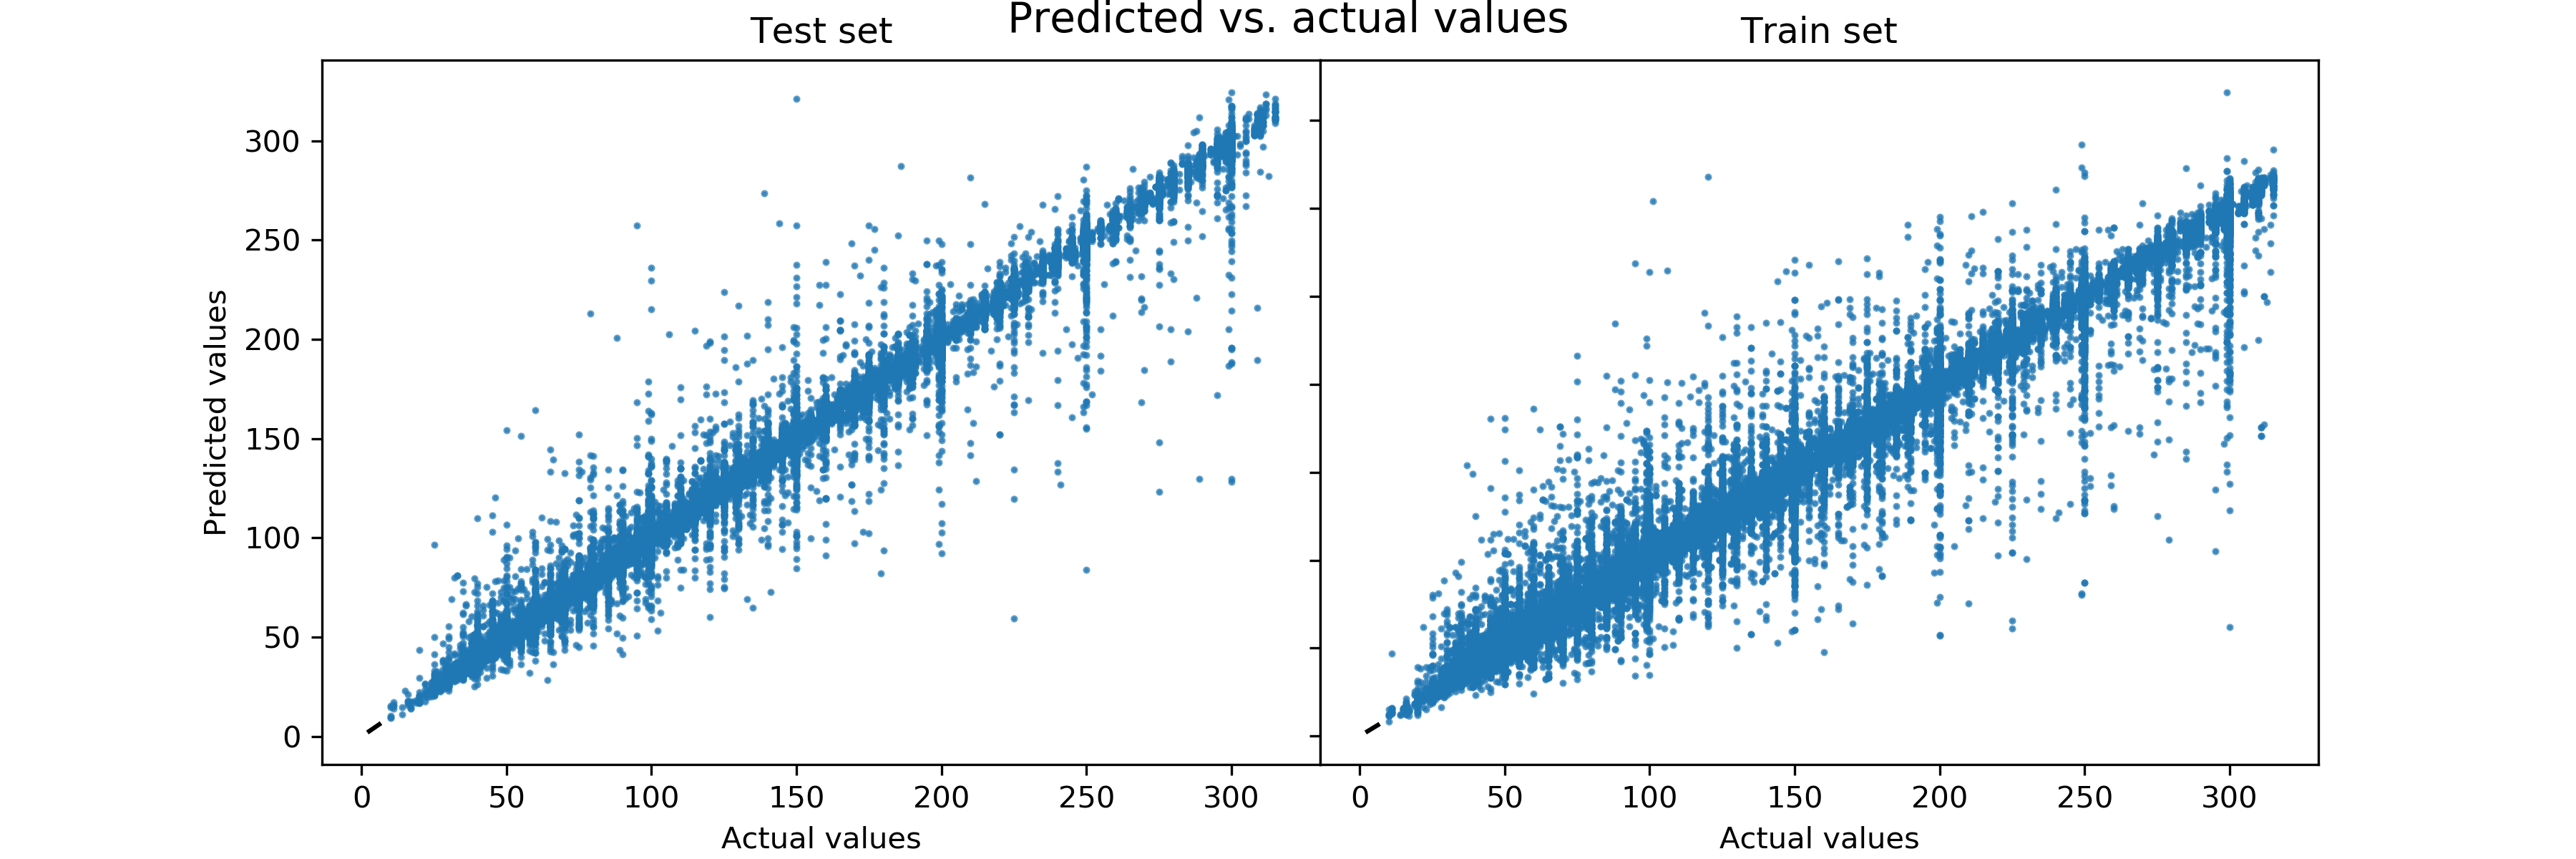 Predicted vs. actual values
Test set
Train set
Predicted values
300
250
200
150
100
50
0
0 50 100 150 200 250 300
0 50 100 150 200 250 300
Actual values
Actual values